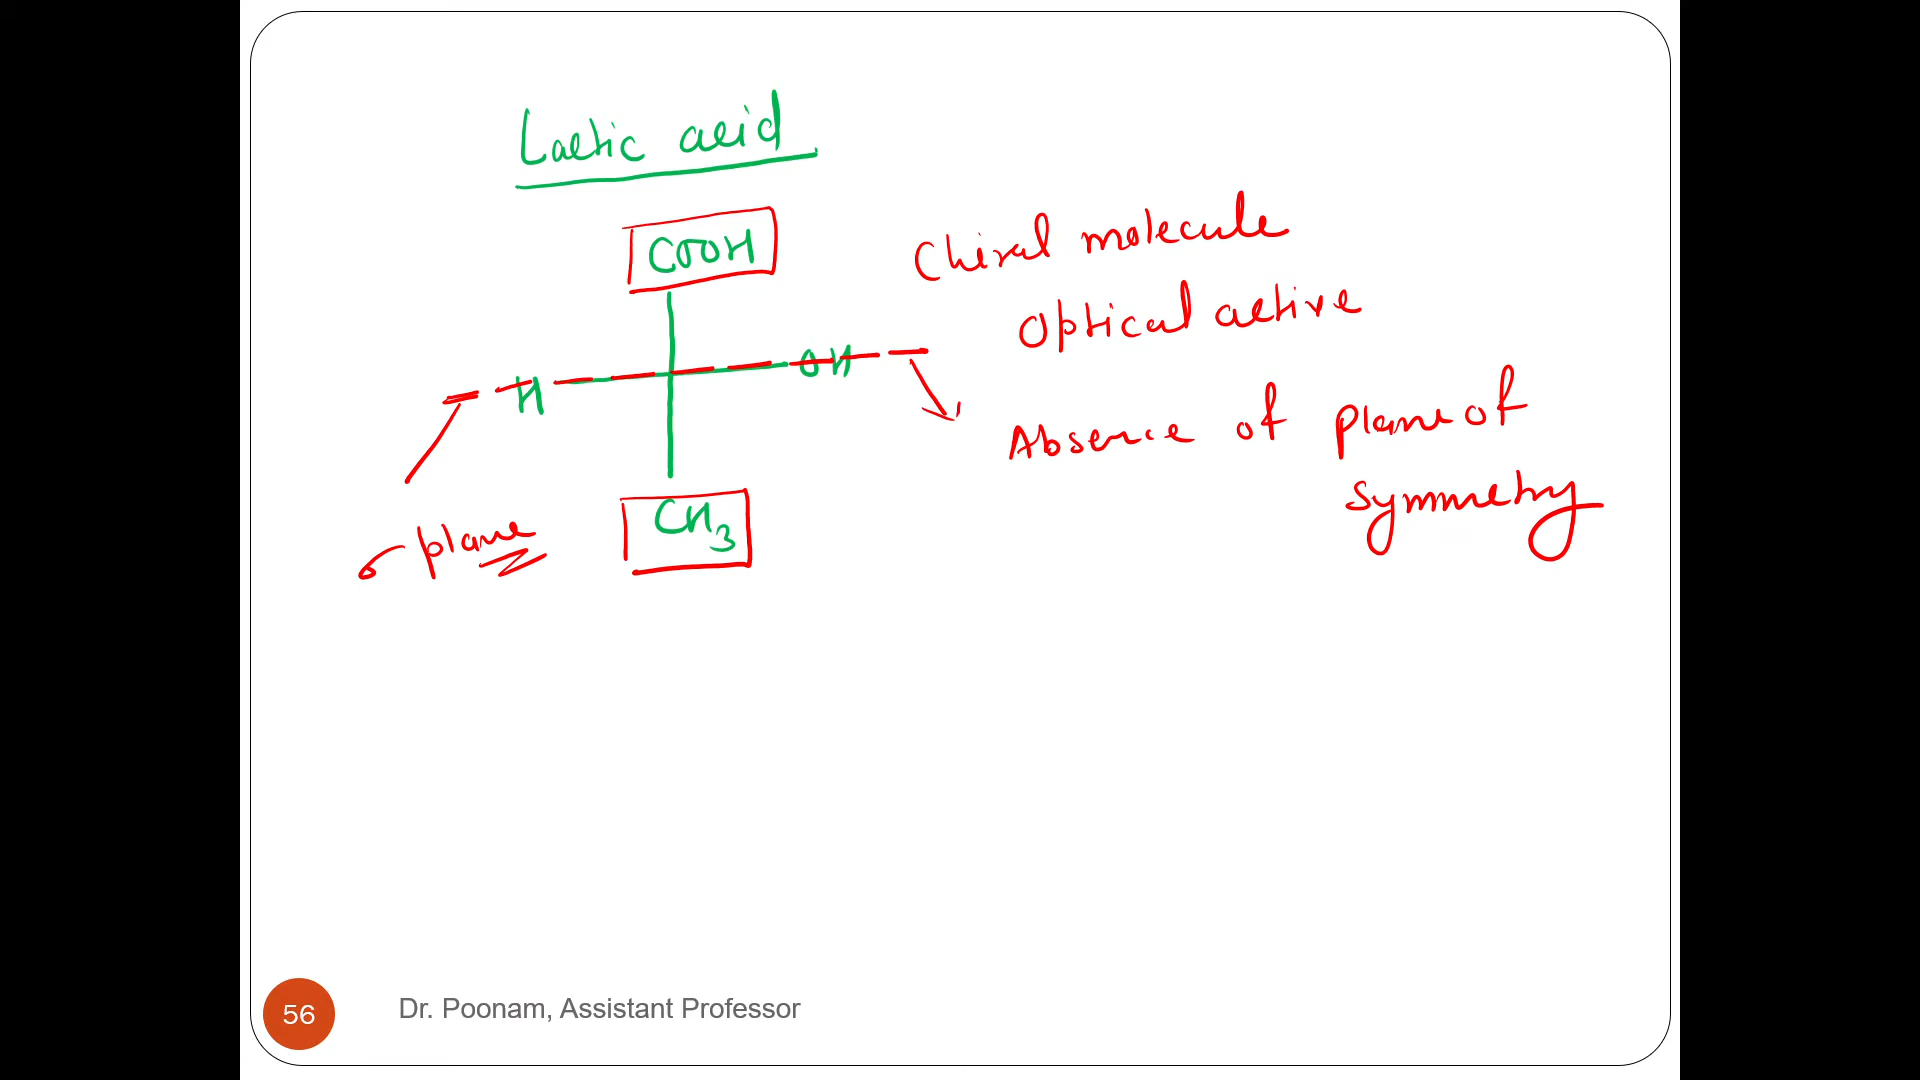 Lactic acid
COOH
Chiral molecule
Optical active
H OH
Absence of plane of
symmetry
CH3
plane
56
Dr. Poonam, Assistant Professor